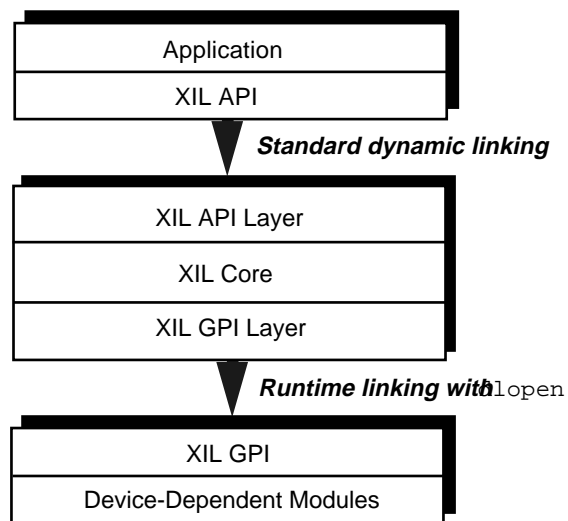 Application
XIL API
Standard dynamic linking
XIL API Layer
XIL Core
XIL GPI Layer
Runtime linking with dlopen
XIL GPI
Device-Dependent Modules